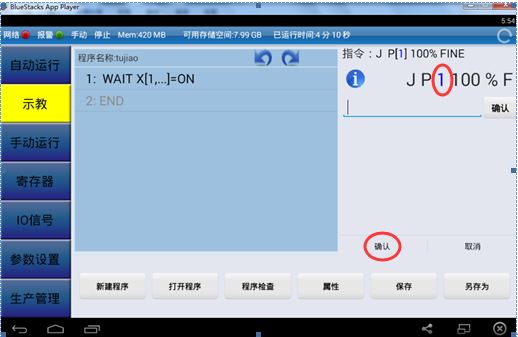 BlueStacks App Player
5:54
网络 报警 手动 停止 Mem:420 MB 可用存储空间:7.99 GB 已运行时间:4 分 10 秒
自动运行
示教
手动运行
寄存器
IO信号
参数设置
生产管理
程序名称:tujiao
1: WAIT X[1,...]=ON
2: END
指令: J P[1] 100% FINE
J P 1 100 % F
确认
确认
取消
新建程序
打开程序
程序检查
属性
保存
另存为